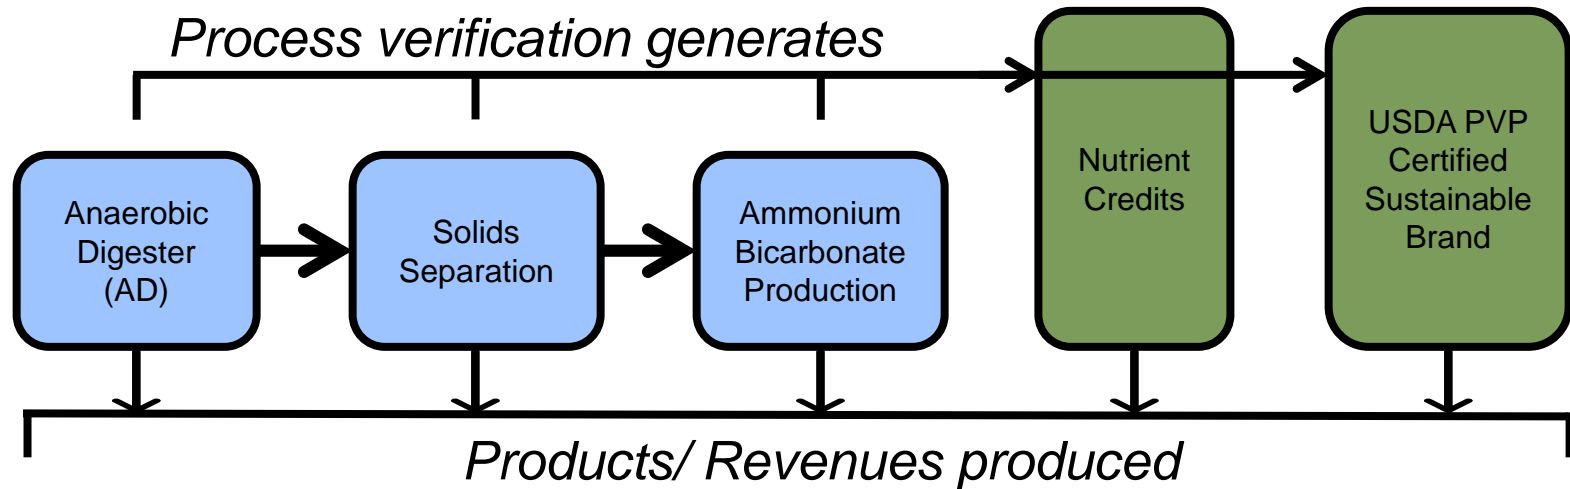 Process verification generates
Anaerobic
Digester
(AD)
Solids
Separation
Ammonium
Bicarbonate
Production
Nutrient
Credits
USDA PVP
Certified
Sustainable
Brand
Products/ Revenues produced